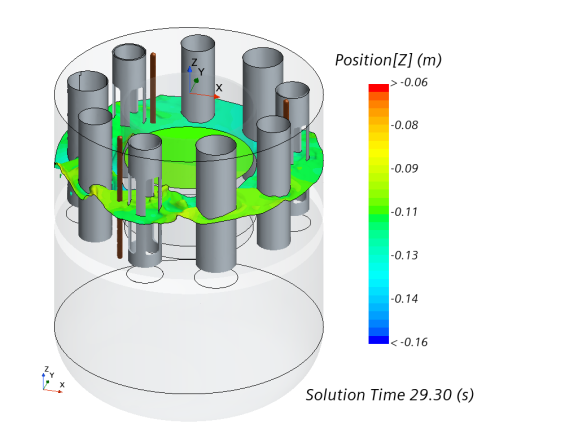 Position[Z] (m)
> -0.06
-0.08
-0.09
-0.11
-0.13
-0.14
< -0.16
Z
Y
X
Z
Y
X
Solution Time 29.30 (s)